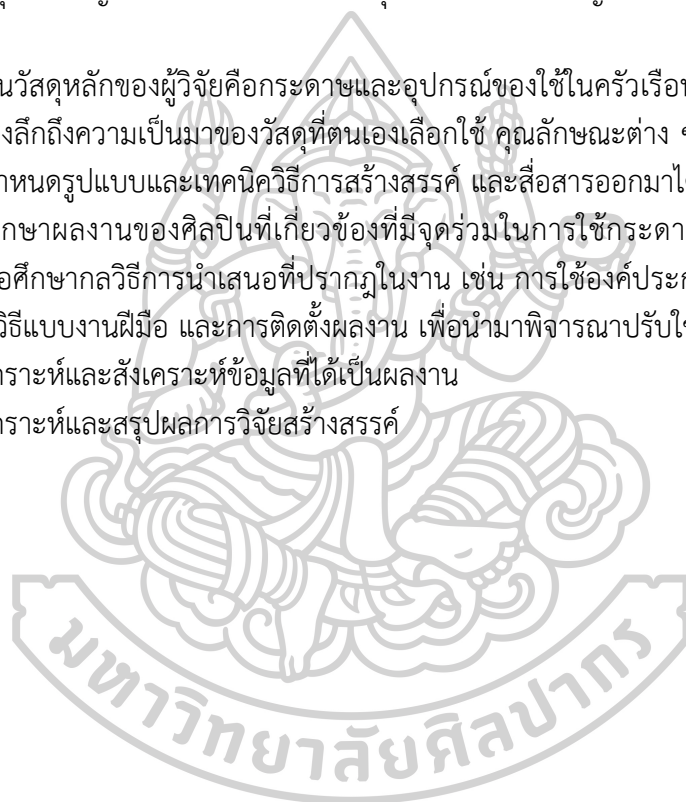 นวัสดุหลักของผู้วิจัยคือกระดาษและอุปกรณ์ของใช้ในครัวเรือน
งลึกถึงความเป็นมาของวัสดุที่ตนเองเลือกใช้ คุณลักษณะต่าง
ำหนดรูปแบบและเทคนิควิธีการสร้างสรรค์ และสื่อสารออกมาได้
กษาผลงานของศิลปินที่เกี่ยวข้องที่มีจุดร่วมในการใช้กระดา
อศึกษากลวิธีการนำเสนอที่ปรากฏในงาน เช่น การใช้องค์ประก
วิธีแบบงานฝีมือ และการติดตั้งผลงาน เพื่อนำมาพิจารณาปรับใช้
คราะห์และสังเคราะห์ข้อมูลที่ได้เป็นผลงาน
คราะห์และสรุปผลการวิจัยสร้างสรรค์
มหาวิทยาลัยศิลปากร